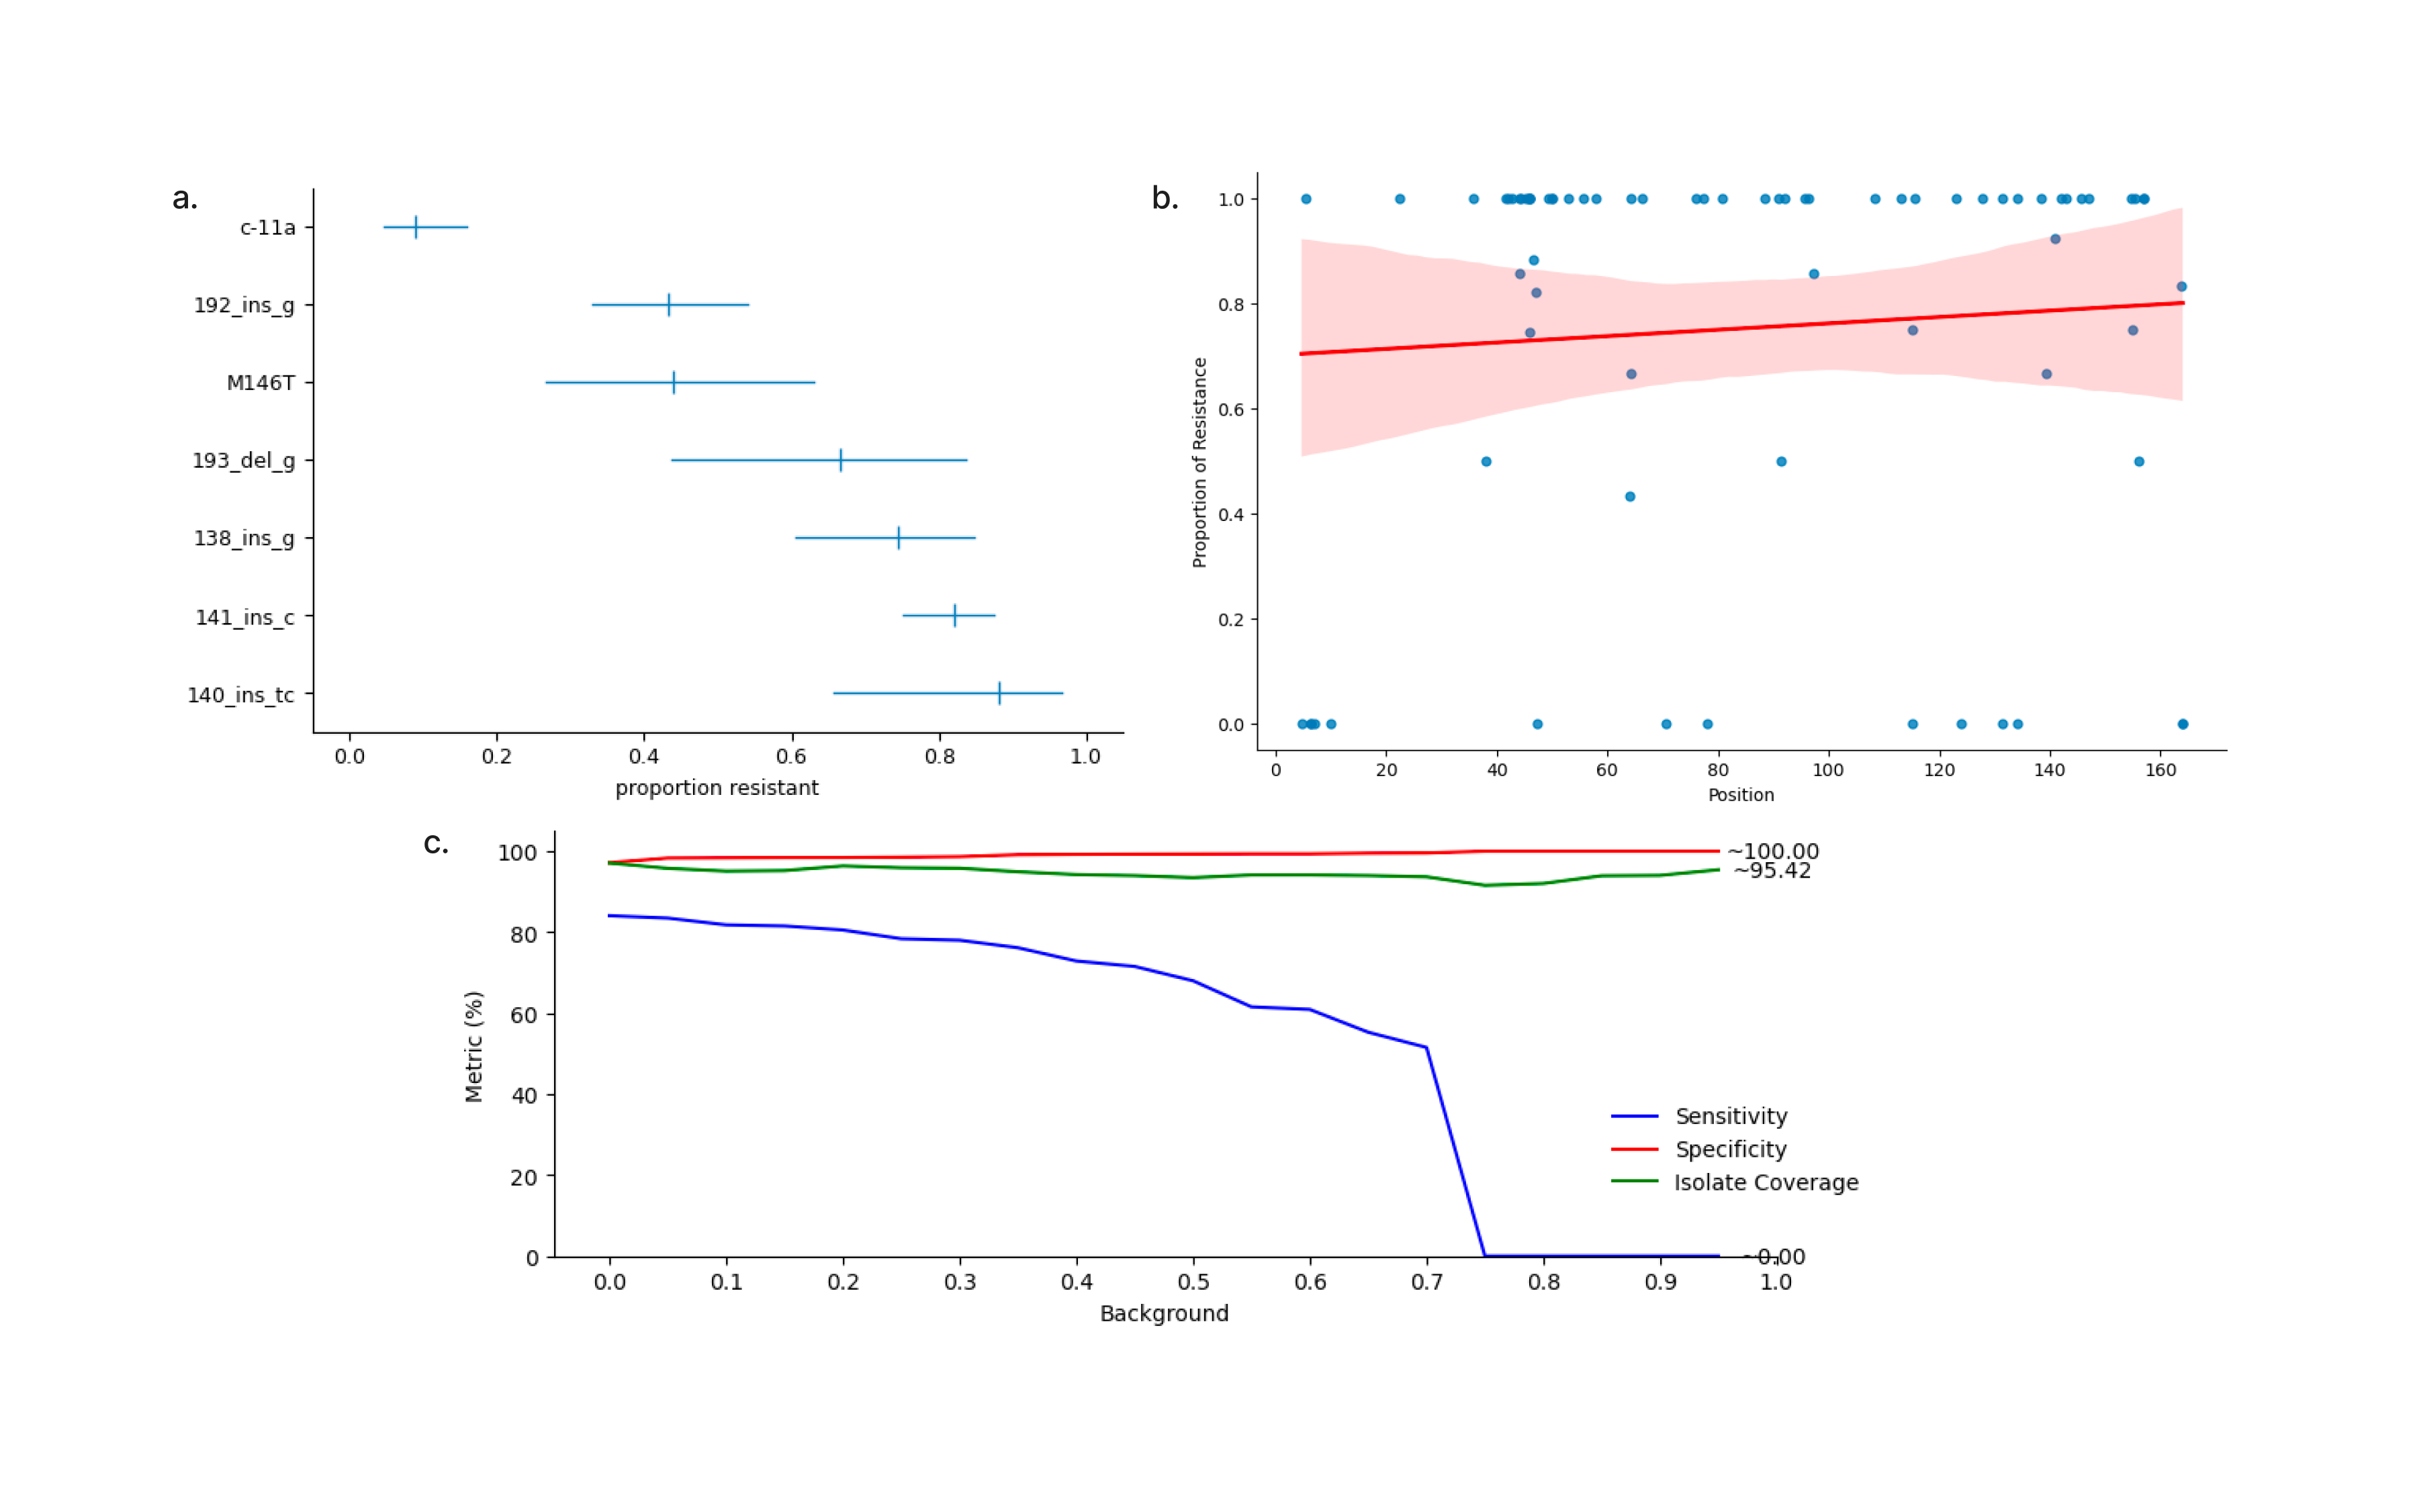 a.
c-11a
192_ins_g
M146T
193_del_g
138_ins_g
141_ins_c
140_ins_tc
0.0 0.2 0.4 0.6 0.8 1.0
proportion resistant
b.
Proportion of Resistance
1.0
0.8
0.6
0.4
0.2
0.0
0 20 40 60 80 100 120 140 160
Position
c.
Metric (%)
100
80
60
40
20
0
~100.00
~95.42
~0.00
Sensitivity
Specificity
Isolate Coverage
0.0 0.1 0.2 0.3 0.4 0.5 0.6 0.7 0.8 0.9 1.0
Background